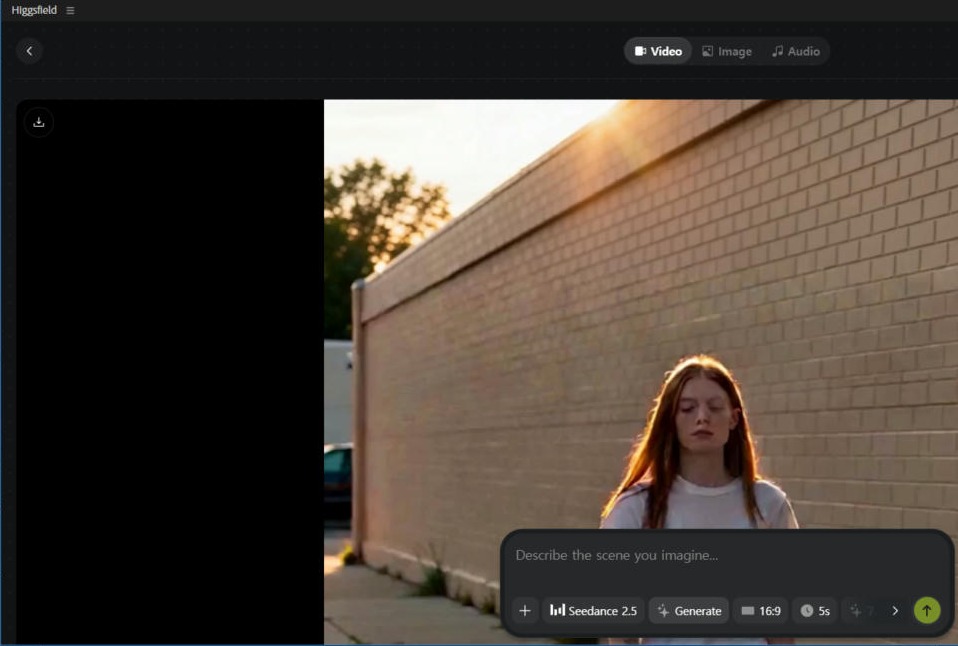 Higgsfield
Video Image Audio
Describe the scene you imagine...
Seedance 2.5 Generate 16:9 5s